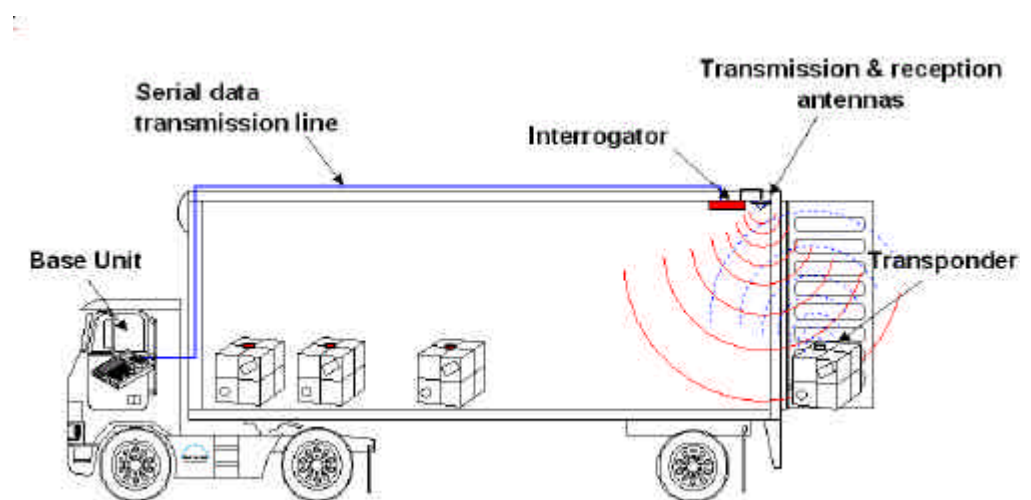 Transmission & reception
antennas
Serial data
transmission line
Interrogator
Base Unit
Transponder